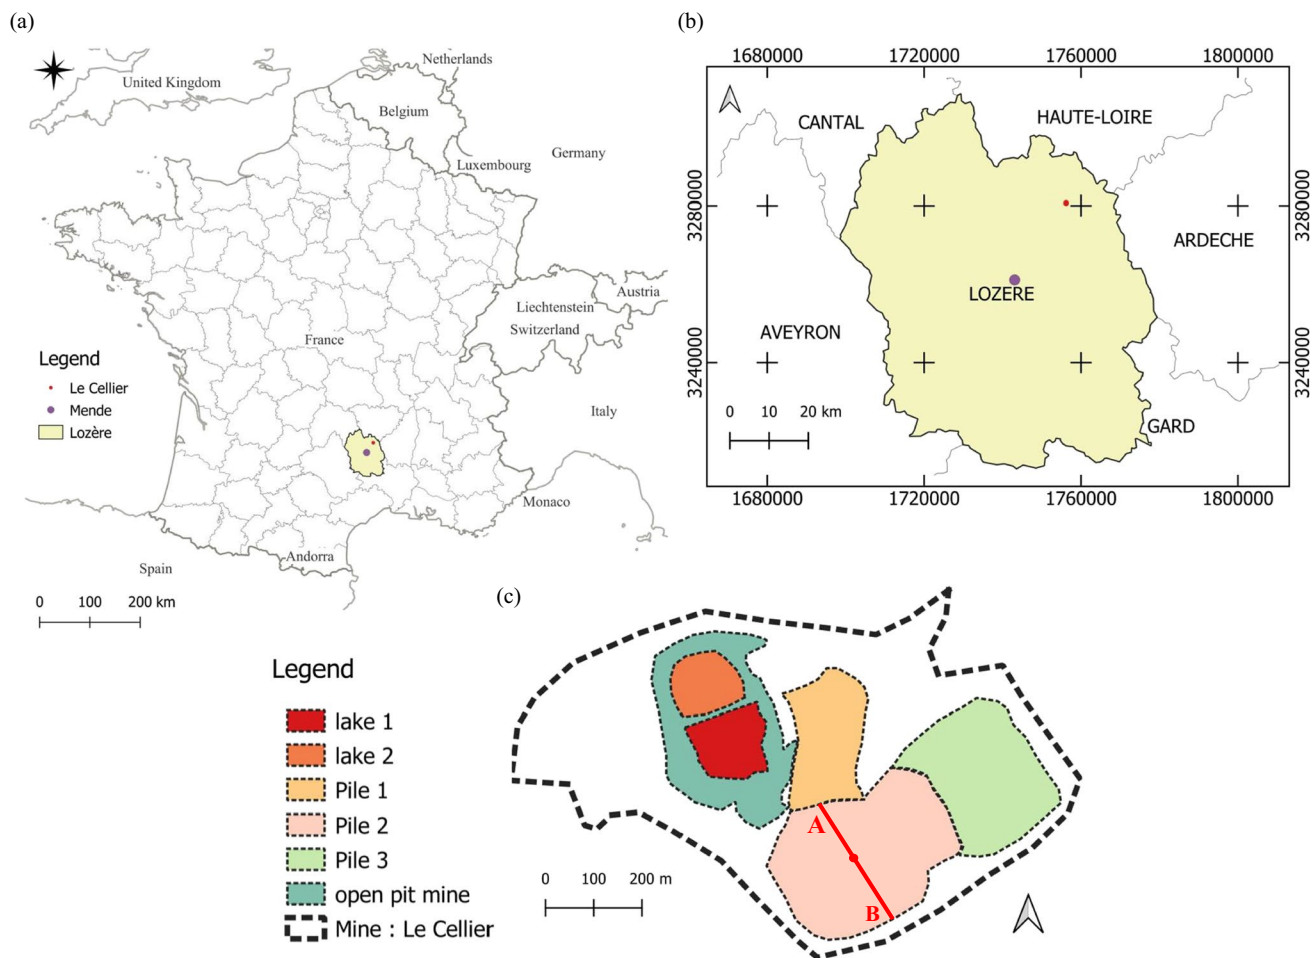 (a)
Netherlands
United Kingdom
Belgium
Germany
Luxembourg
Austria
Liechtenstein
Switzerland
France
Legend
Le Cellier
Mende
Lozère
Italy
Monaco
Andorra
Spain
0 100 200 km
(b)
1680000 1720000 1760000 1800000
CANTAL
HAUTE-LOIRE
3280000 3280000
ARDECHE
LOZERE
AVEYRON
3240000 3240000
0 10 20 km
GARD
1680000 1720000 1760000 1800000
(c)
Legend
lake 1
lake 2
Pile 1
Pile 2
Pile 3
open pit mine
Mine : Le Cellier
A
B
0 100 200 m